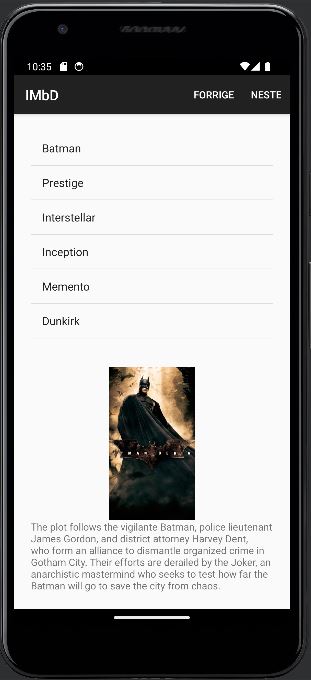 10:35
IMbD
FORRIGE NESTE
Batman
Prestige
Interstellar
Inception
Memento
Dunkirk
The plot follows the vigilante Batman, police lieutenant
James Gordon, and district attorney Harvey Dent,
who form an alliance to dismantle organized crime in
Gotham City. Their efforts are derailed by the Joker, an
anarchistic mastermind who seeks to test how far the
Batman will go to save the city from chaos.